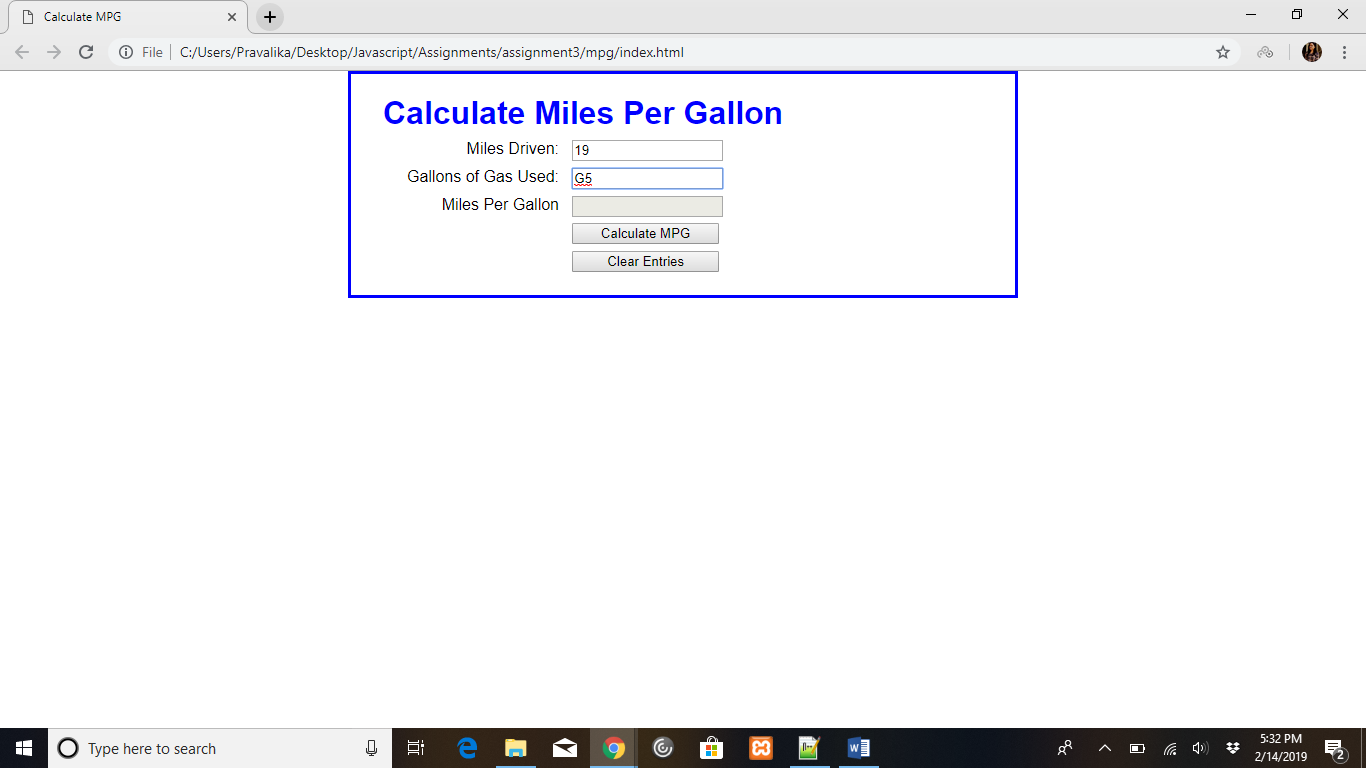 Calculate MPG
File C:/Users/Pravalika/Desktop/Javascript/Assignments/assignment3/mpg/index.html
Calculate Miles Per Gallon
Miles Driven: 19
Gallons of Gas Used: G5
Miles Per Gallon
Calculate MPG
Clear Entries
Type here to search
5:32 PM
2/14/2019
2